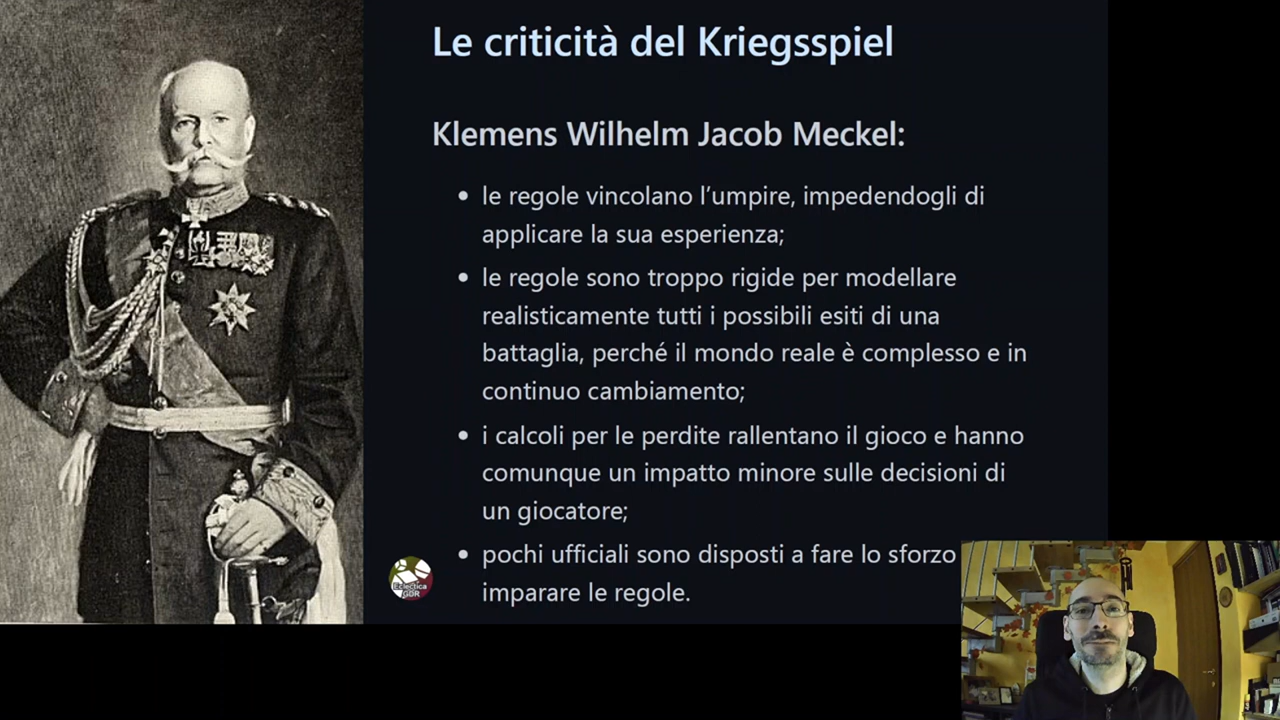 Le criticità del Kriegsspiel
Klemens Wilhelm Jacob Meckel:
• le regole vincolano l’umpire, impedendogli di
applicare la sua esperienza;
• le regole sono troppo rigide per modellare
realisticamente tutti i possibili esiti di una
battaglia, perché il mondo reale è complesso e in
continuo cambiamento;
• i calcoli per le perdite rallentano il gioco e hanno
comunque un impatto minore sulle decisioni di
un giocatore;
• pochi ufficiali sono disposti a fare lo sforzo
imparare le regole.
Eclectica
GDR